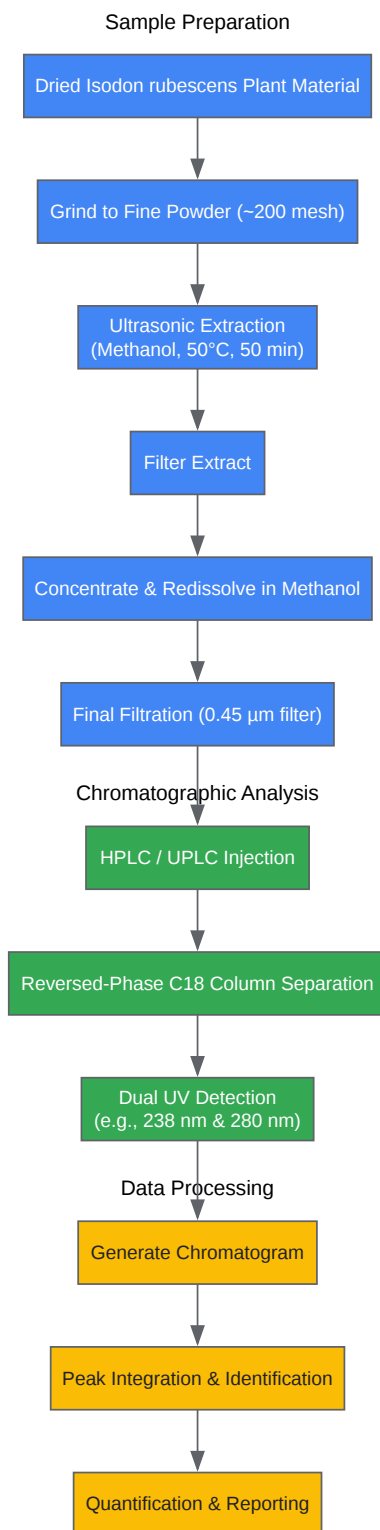 Sample Preparation
Dried Isodon rubescens Plant Material
Grind to Fine Powder (~200 mesh)
Ultrasonic Extraction
(Methanol, 50°C, 50 min)
Filter Extract
Concentrate & Redissolve in Methanol
Final Filtration (0.45 µm filter)
Chromatographic Analysis
HPLC / UPLC Injection
Reversed-Phase C18 Column Separation
Dual UV Detection
(e.g., 238 nm & 280 nm)
Data Processing
Generate Chromatogram
Peak Integration & Identification
Quantification & Reporting